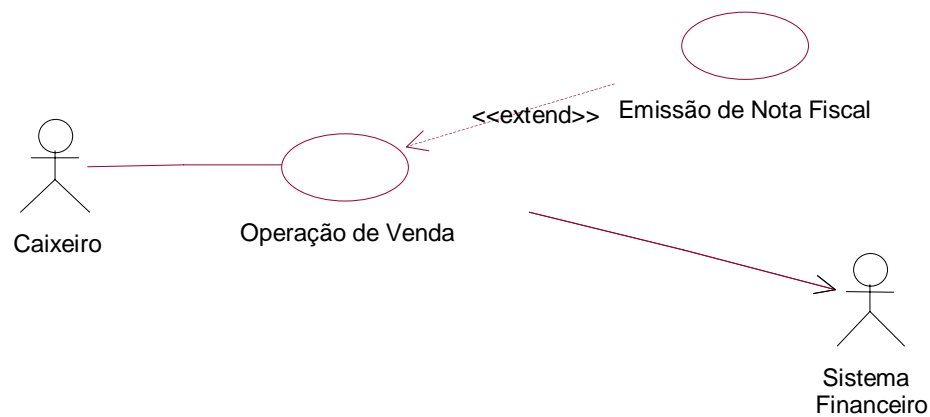 Emissão de Nota Fiscal
<<extend>>
Caixeiro
Operação de Venda
Sistema
Financeiro